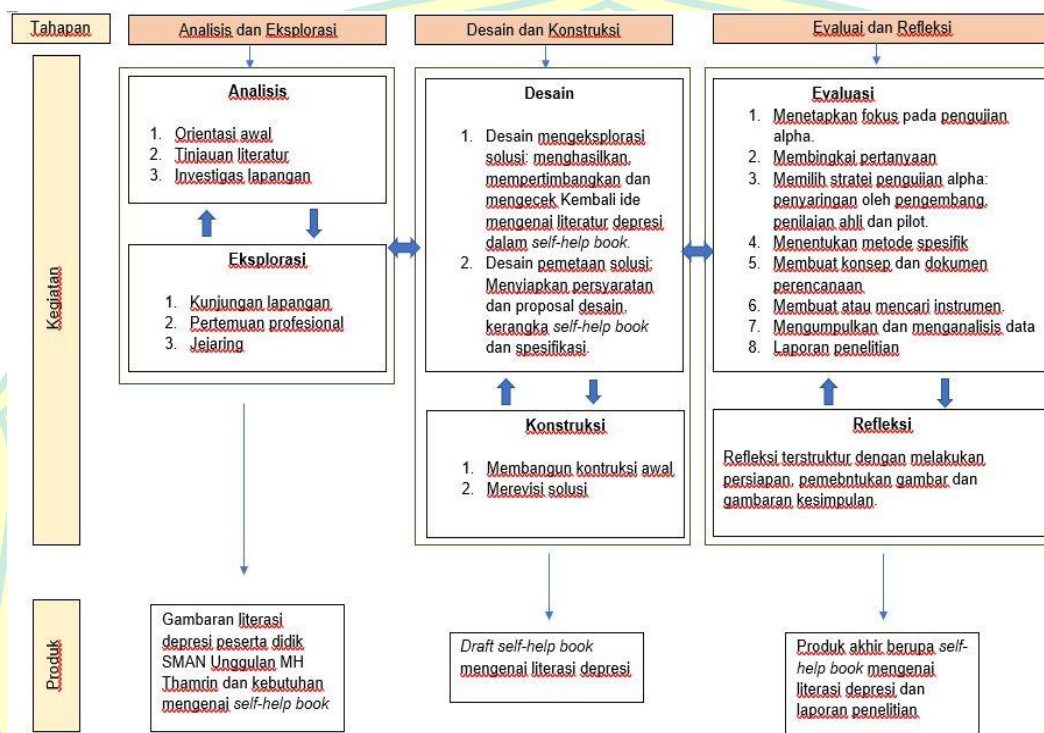 Tahapan
Analisis dan Eksplorasi
Desain dan Konstruksi
Evaluai dan Refleksi
Kegiatan
Analisis
1. Orientasi awal
2. Tinjauan literatur
3. Investigas lapangan
Eksplorasi
1. Kunjungan lapangan
2. Pertemuan profesional
3. Jejaring
Desain
1. Desain mengeksplorasi
solusi: menghasilkan,
mempertimbangkan dan
mengecek Kembali ide
mengenai literatur depresi
dalam self-help book.
2. Desain pemetaan solusi;
Menyiapkan persyaratan
dan proposal desain,
kerangka self-help book
dan spesifikasi.
Konstruksi
1. Membangun kontruksi awal
2. Merevisi solusi
Evaluasi
1. Menetapkan fokus pada pengujian
alpha.
2. Membingkai pertanyaan
3. Memilih stratei pengujian alpha:
penyaringan oleh pengembang,
penilaian ahli dan pilot.
4. Menentukan metode spesifik
5. Membuat konsep dan dokumen
perencanaan
6. Membuat atau mencari instrumen.
7. Mengumpulkan dan menganalisis data
8. Laporan penelitian
Refleksi
Refleksi terstruktur dengan melakukan
persiapan, pemebntukan gambar dan
gambaran kesimpulan.
Produk
Gambaran literasi
depresi peserta didik
SMAN Unggulan MH
Thamrin dan kebutuhan
mengenai self-help book
Draft self-help book
mengenai literasi depresi
Produk akhir berupa self-
help book mengenai
literasi depresi dan
laporan penelitian